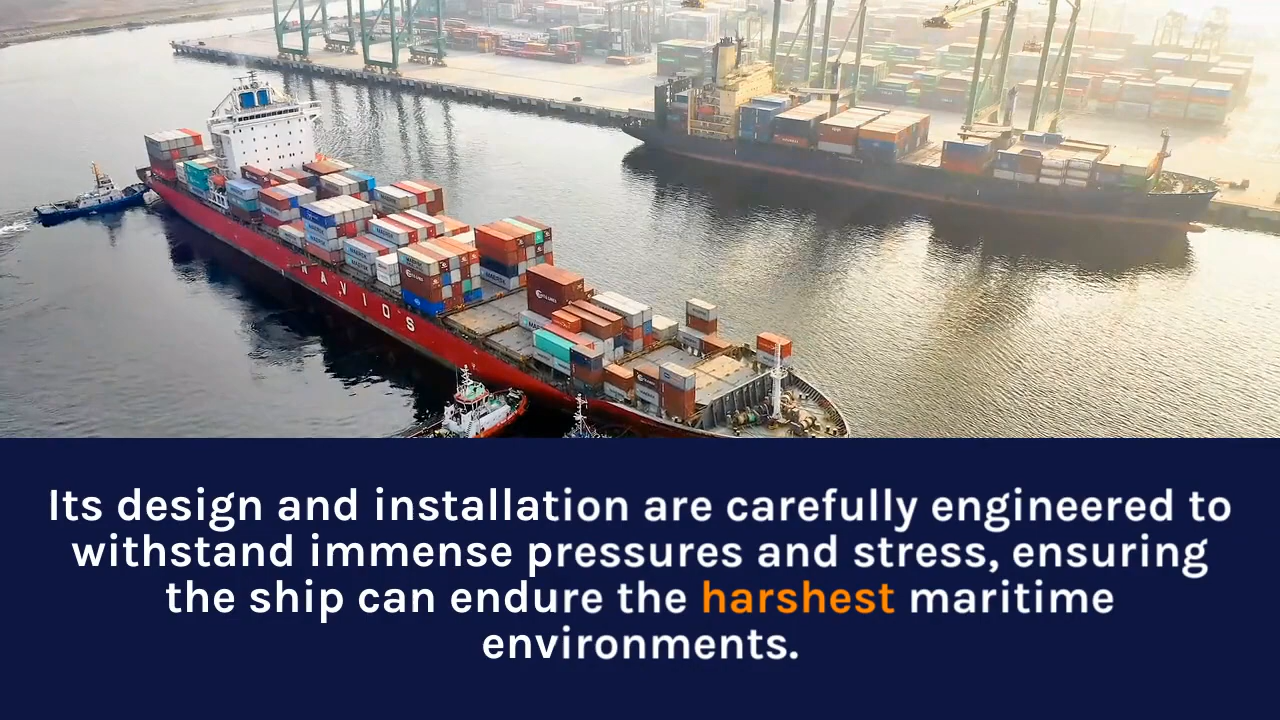 NAVIOS
Its design and installation are carefully engineered to
withstand immense pressures and stress, ensuring
the ship can endure the harshest maritime
environments.